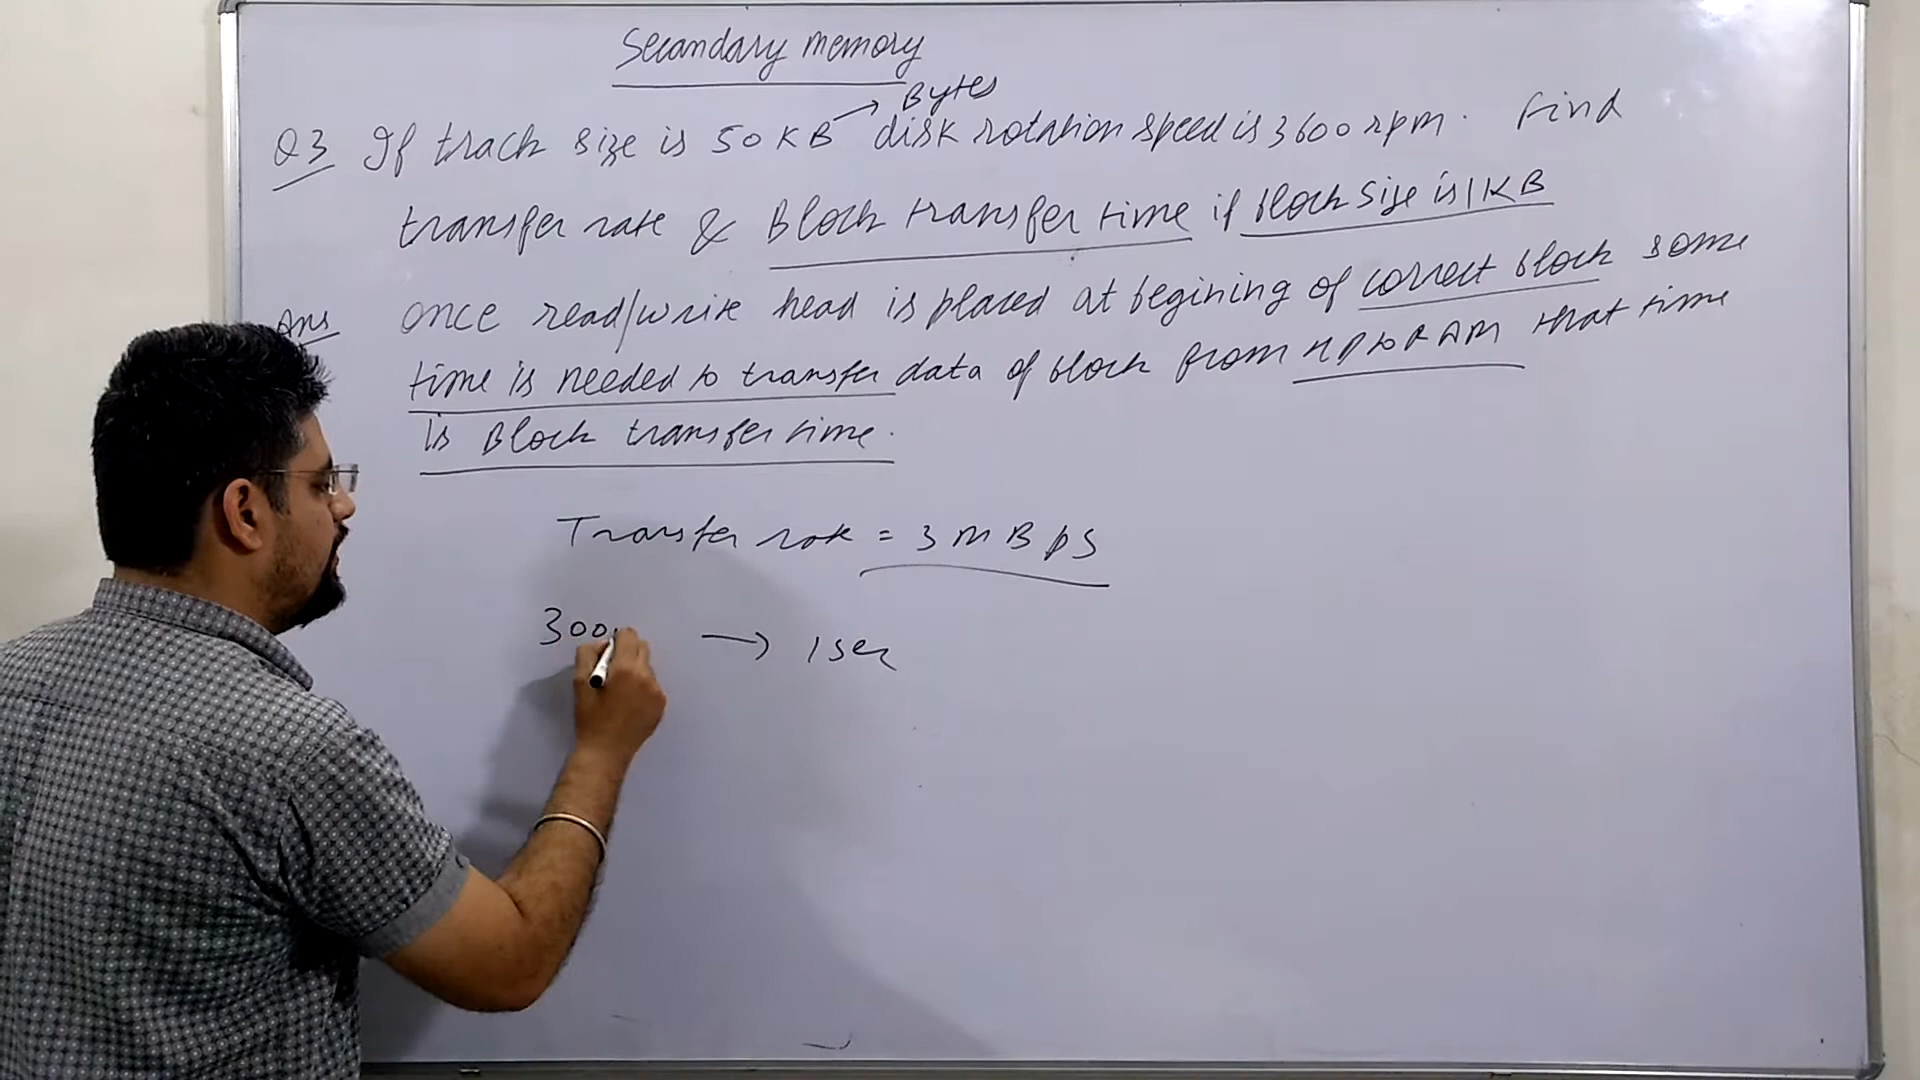 Secandary memory
Bytes
Q3 If track size is 50KB → disk rotation speed is 3600 rpm. Find
transfer rate & Block transfer time if block size is 1KB
Ans once read/write head is placed at begining of correct block some
time is needed to transfer data of block from HD to RAM that time
is Block transfer time.
Transfer rate = 3 MBPS
300 → 1 sec